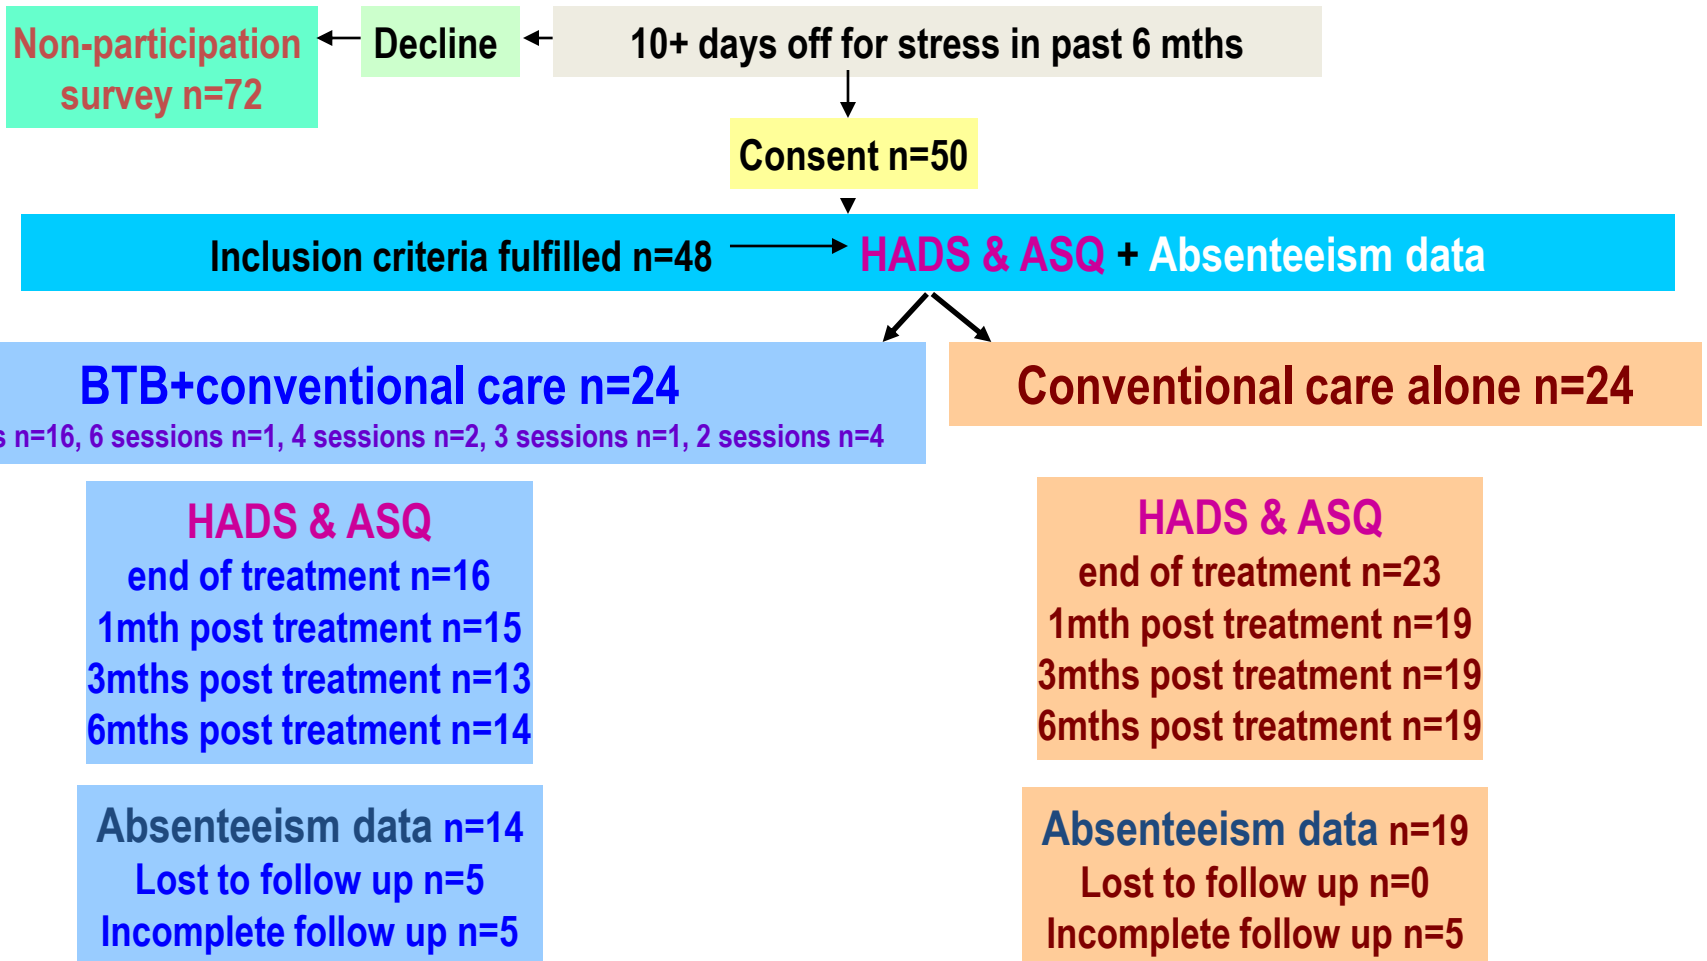 Non-participation
survey n=72
Decline
10+ days off for stress in past 6 mths
Consent n=50
Inclusion criteria fulfilled n=48
HADS & ASQ + Absenteeism data
BTB+conventional care n=24
n=16, 6 sessions n=1, 4 sessions n=2, 3 sessions n=1, 2 sessions n=4
Conventional care alone n=24
HADS & ASQ
end of treatment n=16
1mth post treatment n=15
3mths post treatment n=13
6mths post treatment n=14
HADS & ASQ
end of treatment n=23
1mth post treatment n=19
3mths post treatment n=19
6mths post treatment n=19
Absenteeism data n=14
Lost to follow up n=5
Incomplete follow up n=5
Absenteeism data n=19
Lost to follow up n=0
Incomplete follow up n=5